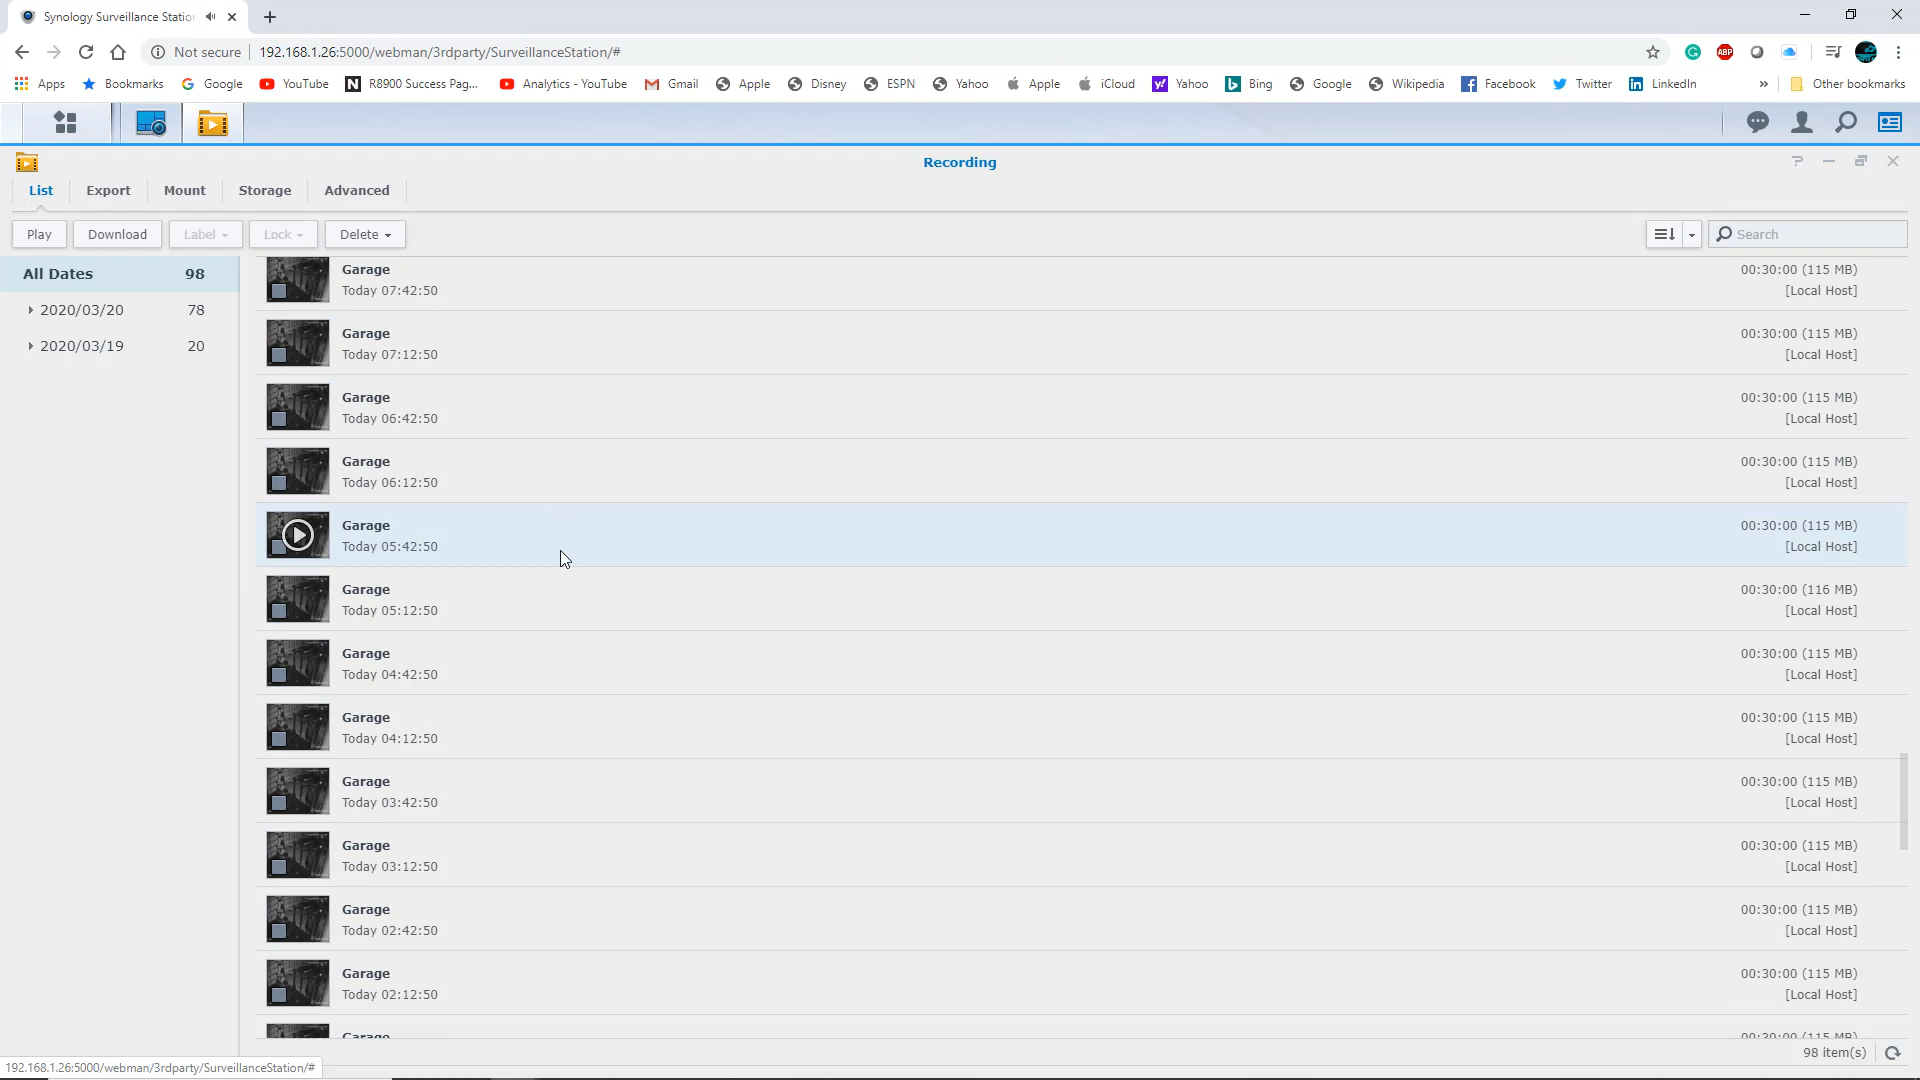 Synology Surveillance Statio
Not secure 192.168.1.26:5000/webman/3rdparty/SurveillanceStation/#
ABP
Apps Bookmarks Google YouTube R8900 Success Pag... Analytics - YouTube Gmail Apple Disney ESPN Yahoo Apple iCloud Yahoo Bing Google Wikipedia Facebook Twitter LinkedIn » Other bookmarks
Recording
List Export Mount Storage Advanced
Play Download Label Lock Delete Search
All Dates 98
2020/03/20 78
2020/03/19 20
Garage 00:30:00 (115 MB)
Today 07:42:50 [Local Host]
Garage 00:30:00 (115 MB)
Today 07:12:50 [Local Host]
Garage 00:30:00 (115 MB)
Today 06:42:50 [Local Host]
Garage 00:30:00 (115 MB)
Today 06:12:50 [Local Host]
Garage 00:30:00 (115 MB)
Today 05:42:50 [Local Host]
Garage 00:30:00 (116 MB)
Today 05:12:50 [Local Host]
Garage 00:30:00 (115 MB)
Today 04:42:50 [Local Host]
Garage 00:30:00 (115 MB)
Today 04:12:50 [Local Host]
Garage 00:30:00 (115 MB)
Today 03:42:50 [Local Host]
Garage 00:30:00 (115 MB)
Today 03:12:50 [Local Host]
Garage 00:30:00 (115 MB)
Today 02:42:50 [Local Host]
Garage 00:30:00 (115 MB)
Today 02:12:50 [Local Host]
Garage 00:30:00 (115 MB)
98 item(s)
192.168.1.26:5000/webman/3rdparty/SurveillanceStation/#